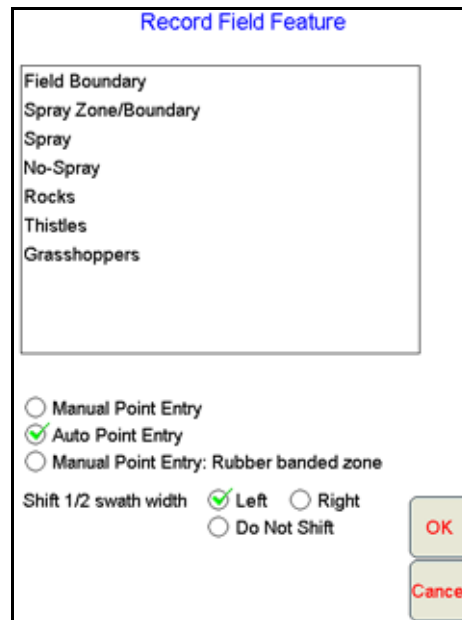 Record Field Feature
Field Boundary
Spray Zone/Boundary
Spray
No-Spray
Rocks
Thistles
Grasshoppers
Manual Point Entry
Auto Point Entry
Manual Point Entry: Rubber banded zone
Shift 1/2 swath width Left Right
Do Not Shift
OK
Cance